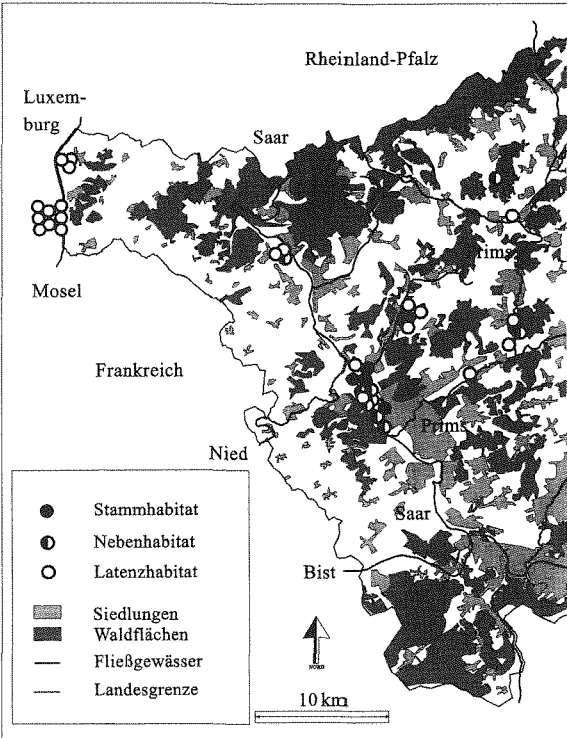 Rheinland-Pfalz
Luxem-
burg
Saar
Prims
Mosel
Frankreich
Prims
Nied
Stammhabitat
Saar
Nebenhabitat
Latenzhabitat
Bist
Siedlungen
Waldflächen
Fließgewässer
NORD
Landesgrenze
10 km